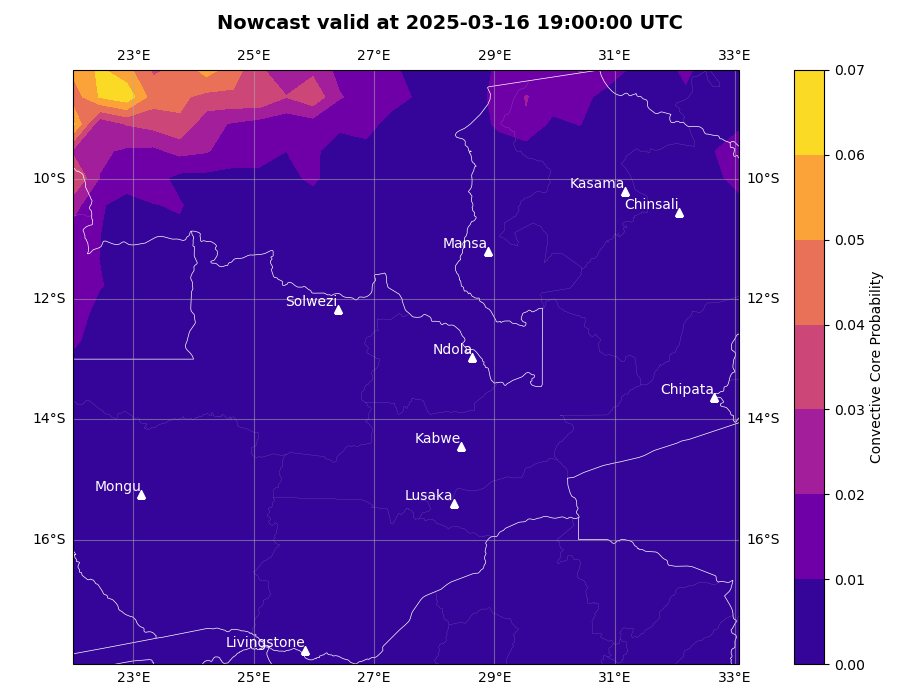 Nowcast valid at 2025-03-16 19:00:00 UTC
23°E 25°E 27°E 29°E 31°E 33°E
0.07
0.06
10°S Kasama 10°S
Chinsali
0.05
Mansa
12°S Solwezi 12°S
0.04
Ndola
Convective Core Probability
Chipata
0.03
14°S 14°S
Kabwe
Mongu
Lusaka
0.02
16°S 16°S
0.01
Livingstone
0.00
23°E 25°E 27°E 29°E 31°E 33°E